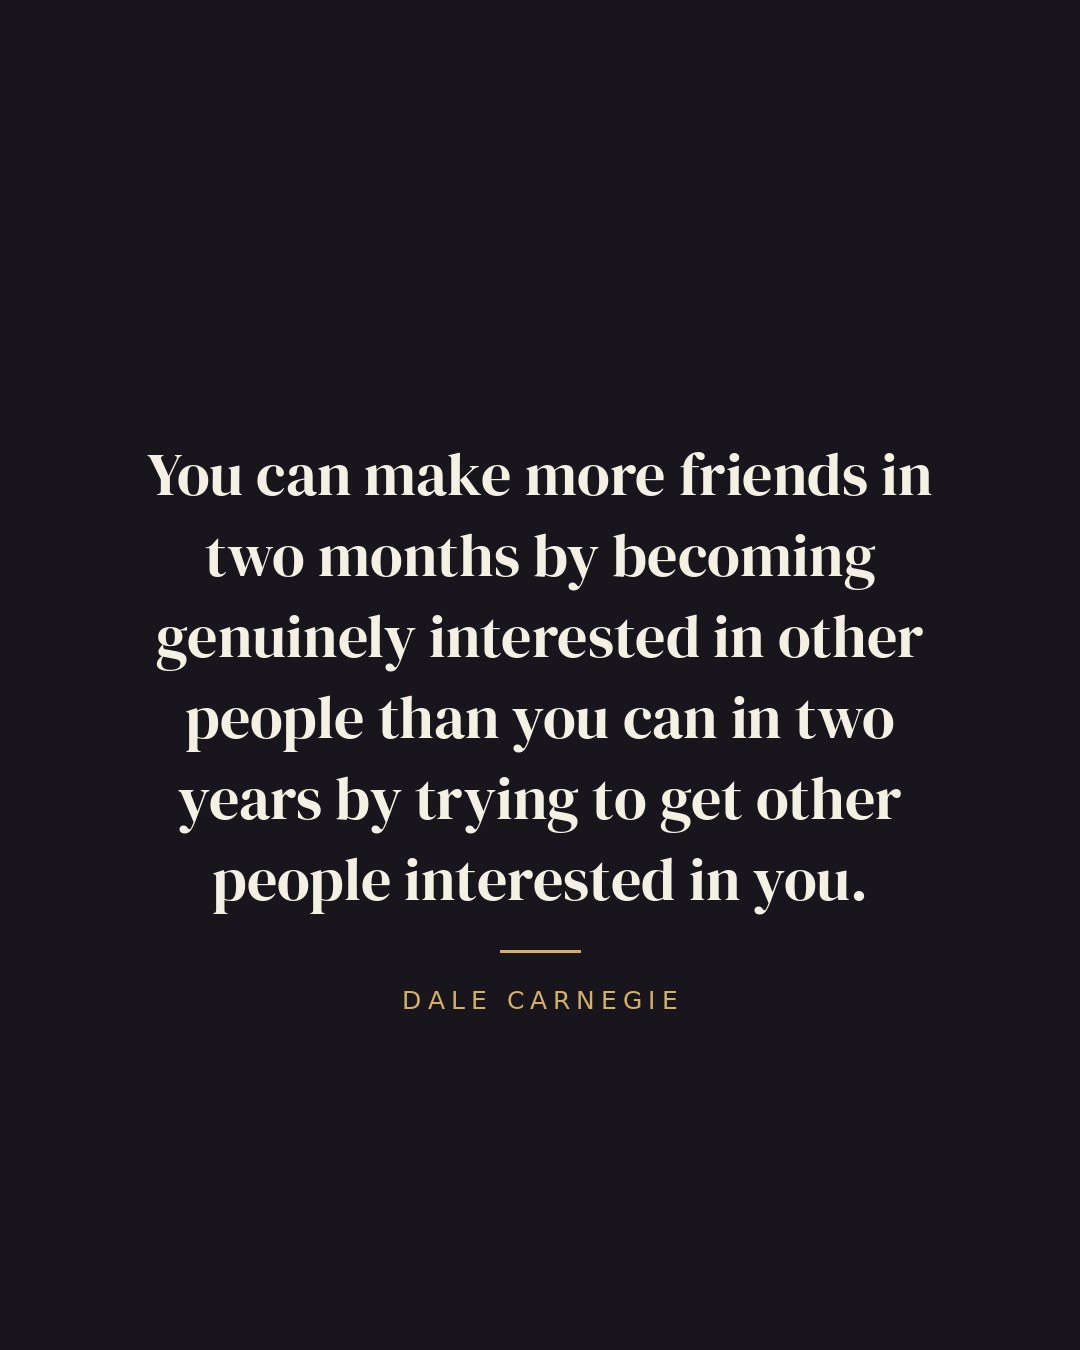 You can make more friends in
two months by becoming
genuinely interested in other
people than you can in two
years by trying to get other
people interested in you.
DALE CARNEGIE